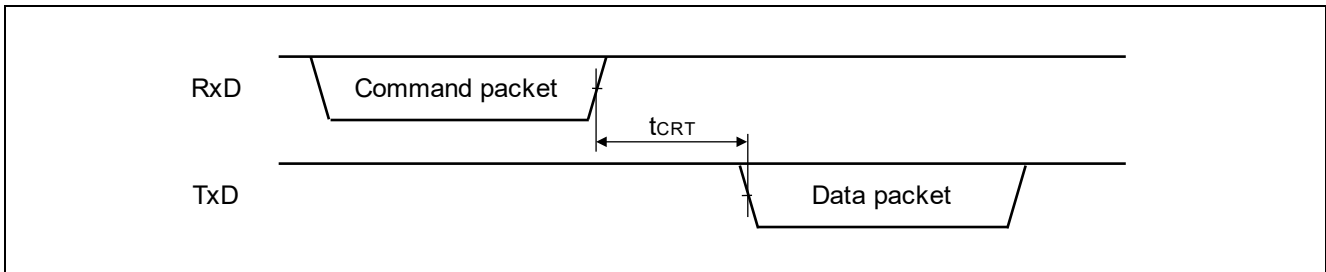 RxD
Command packet
tCRT
TxD
Data packet